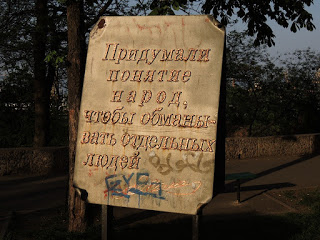 Придумали
понятие
народ,
чтобы обманы-
вать отдельных
людей